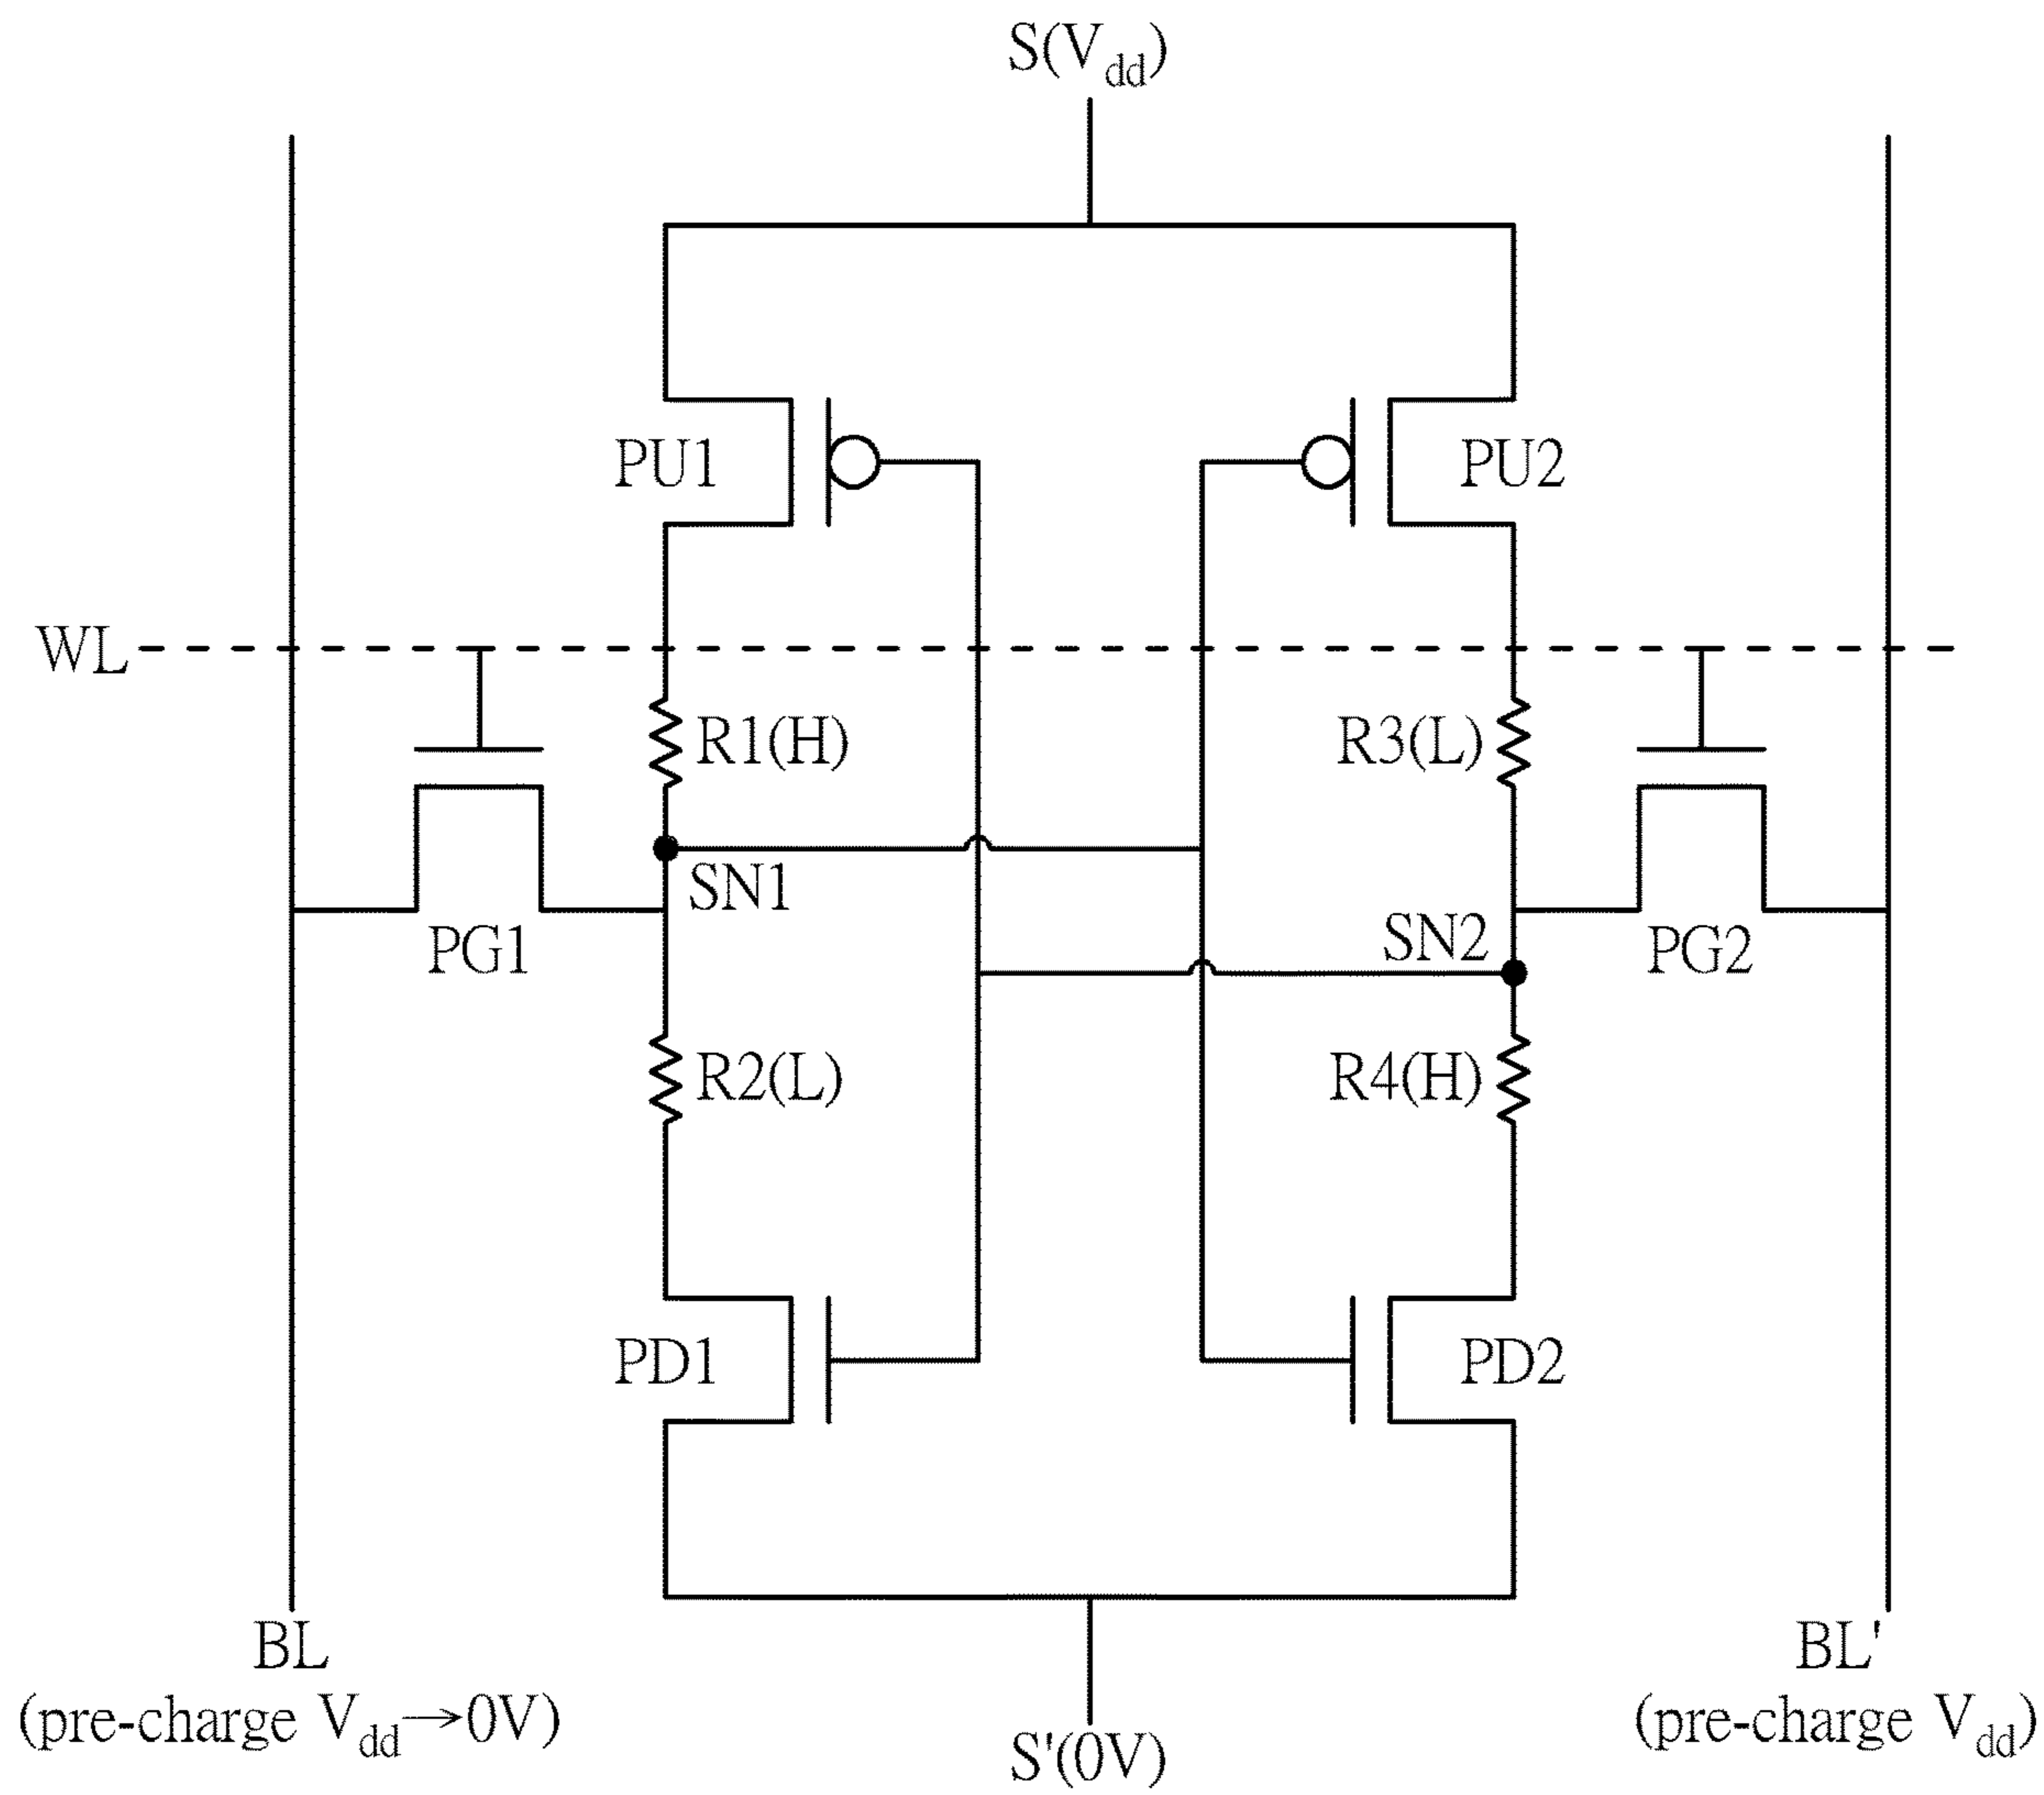 S(Vdd)
PU1
PU2
WL
R1(H)
R3(L)
SN1
SN2
PG1
PG2
R2(L)
R4(H)
PD1
PD2
BL
(pre-charge Vdd→0V)
BL'
(pre-charge Vdd)
S'(0V)